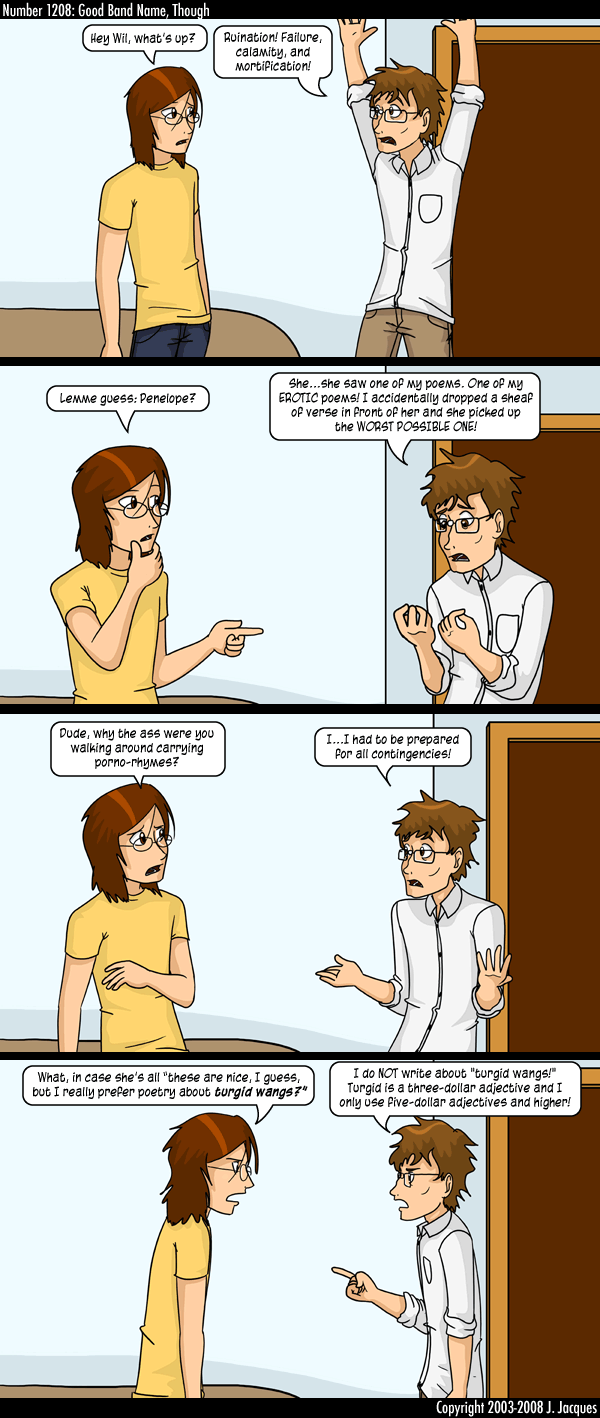 Number 1208: Good Band Name, Though
Hey Wil, what's up?
Ruination! Failure,
calamity, and
mortification!
Lemme guess: Penelope?
She...she saw one of my poems. One of my
EROTIC poems! I accidentally dropped a sheaf
of verse in front of her and she picked up
the WORST POSSIBLE ONE!
Dude, why the ass were you
walking around carrying
porno-rhymes?
I...I had to be prepared
for all contingencies!
What, in case she's all "these are nice, I guess,
but I really prefer poetry about turgid wangs?"
I do NOT write about "turgid wangs!"
Turgid is a three-dollar adjective and I
only use five-dollar adjectives and higher!
Copyright 2003-2008 J. Jacques